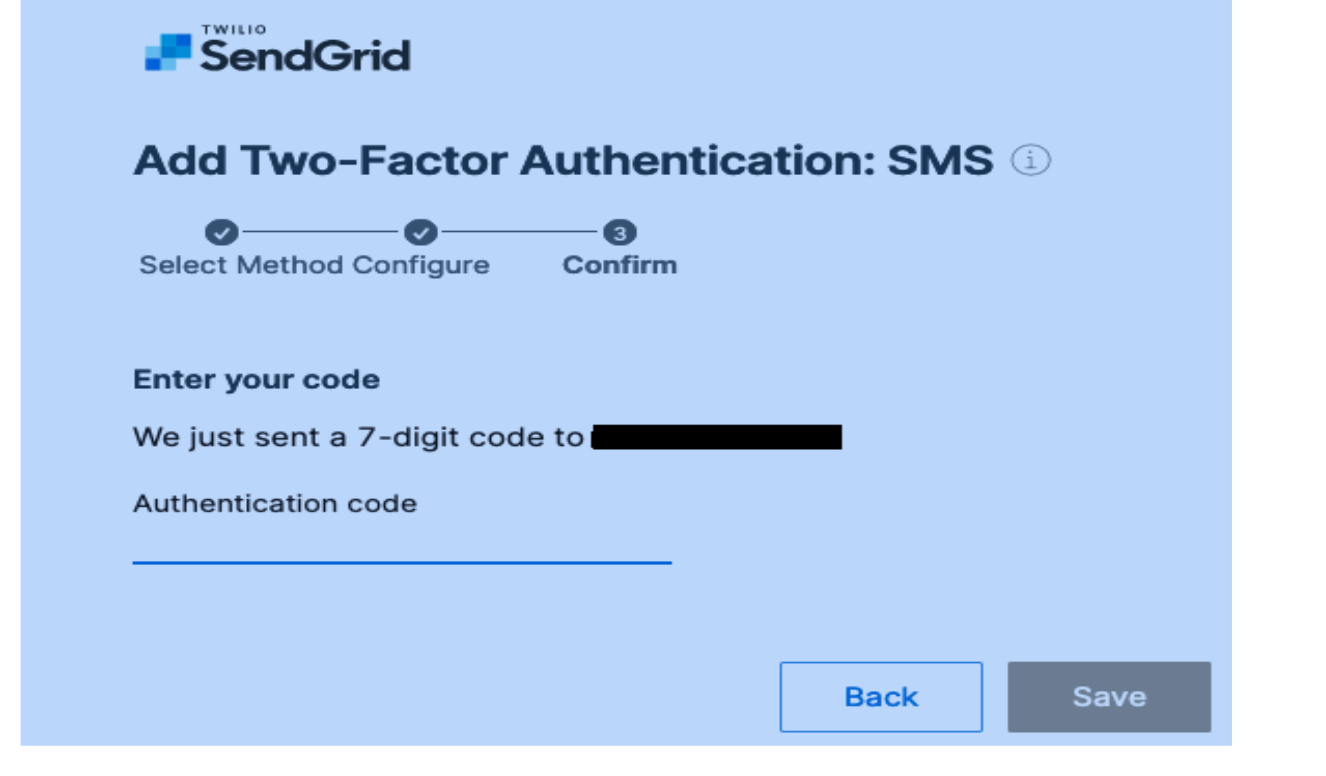 TWILIO
SendGrid
Add Two-Factor Authentication: SMS
3
Select Method Configure Confirm
Enter your code
We just sent a 7-digit code to
Authentication code
Back Save